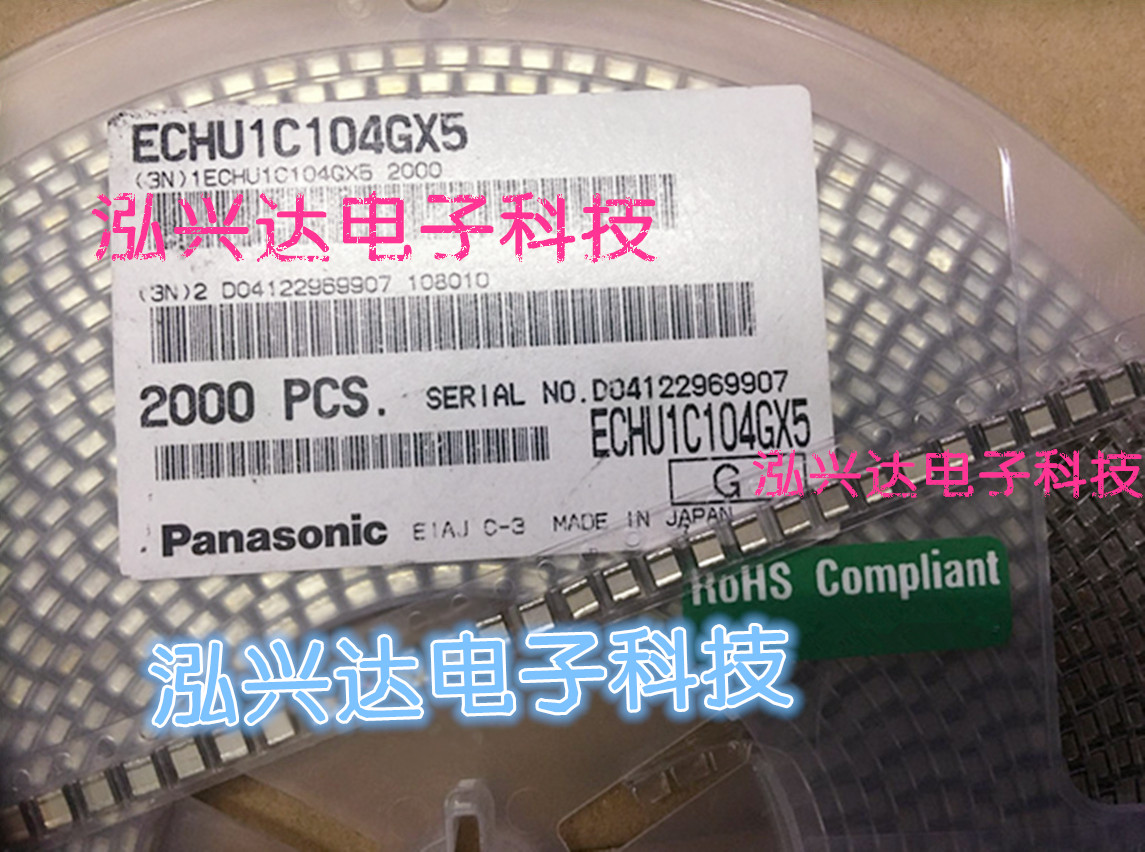 ECHU1C104GX5
(3N)1ECHU1C104GX5 2000
泓兴达电子科技
(3N)2 D04122969907 108010
2000 PCS. SERIAL NO.D04122969907
ECHU1C104GX5
G
泓兴达电子科技
Panasonic EIAJ C-3 MADE IN JAPAN
RoHS Compliant
泓兴达电子科技